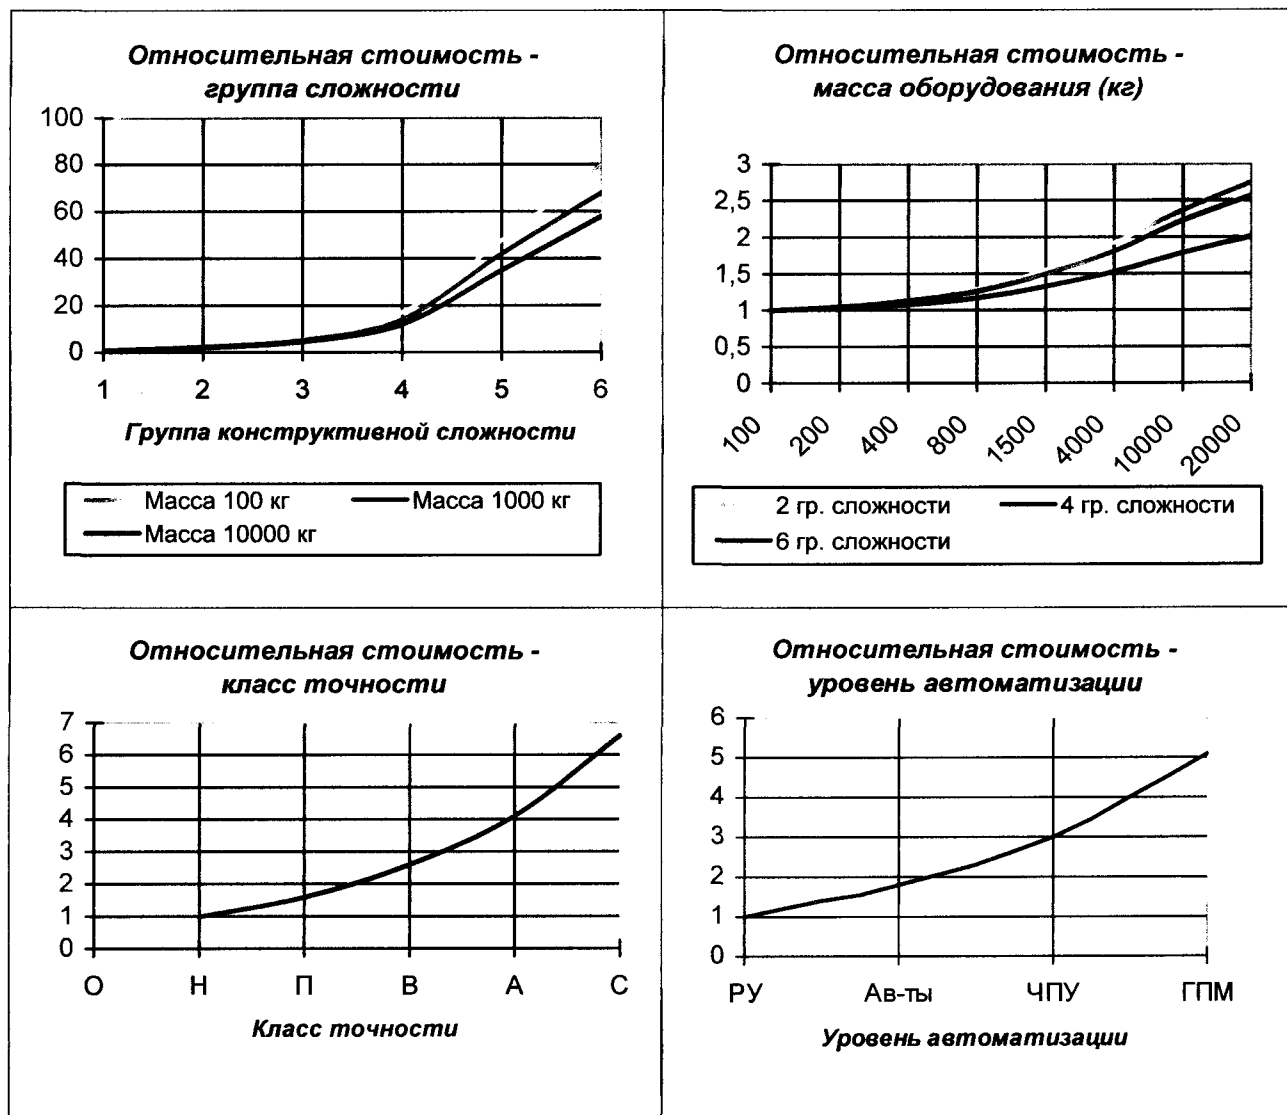 Относительная стоимость -
группа сложности
100
80
60
40
20
0
1 2 3 4 5 6
Группа конструктивной сложности
Масса 100 кг Масса 1000 кг
Масса 10000 кг
Относительная стоимость -
масса оборудования (кг)
3
2,5
2
1,5
1
0,5
0
100 200 400 800 1500 4000 10000 20000
2 гр. сложности 4 гр. сложности
6 гр. сложности
Относительная стоимость -
класс точности
7
6
5
4
3
2
1
0
О Н П В А С
Класс точности
Относительная стоимость -
уровень автоматизации
6
5
4
3
2
1
0
РУ Ав-ты ЧПУ ГПМ
Уровень автоматизации